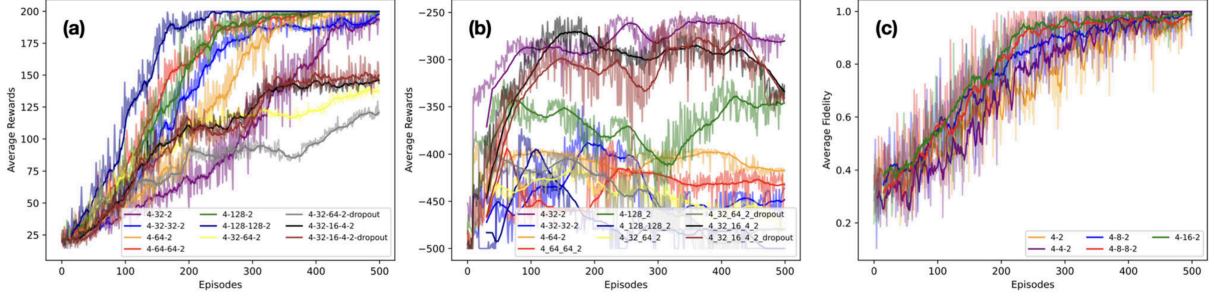 (a)
Average Rewards
200
175
150
125
100
75
50
25
0 100 200 300 400 500
Episodes
4-32-2 4-128-2 4-32-64-2-dropout
4-32-32-2 4-128-128-2 4-32-16-4-2
4-64-2 4-32-64-2 4-32-16-4-2-dropout
4-64-64-2
(b)
Average Rewards
−250
−300
−350
−400
−450
−500
0 100 200 300 400 500
Episodes
4-32-2 4-128_2 4_32_64_2_dropout
4-32-32-2 4_128_128_2 4_32_16_4_2
4-64-2 4_32_64_2 4_32_16_4_2_dropout
4_64_64_2
(c)
Average Fidelity
1.0
0.8
0.6
0.4
0.2
0 100 200 300 400 500
Episodes
4-2 4-8-2 4-16-2
4-4-2 4-8-8-2